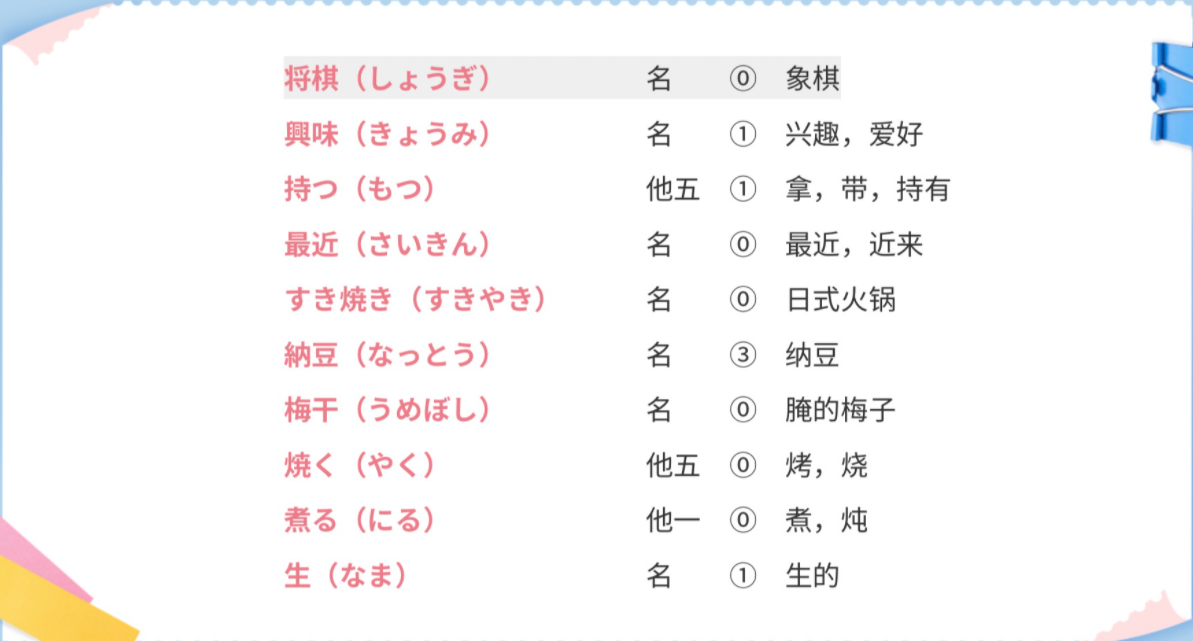 将棋（しょうぎ） 名 ⓪ 象棋
興味（きょうみ） 名 ① 兴趣，爱好
持つ（もつ） 他五 ① 拿，带，持有
最近（さいきん） 名 ⓪ 最近，近来
すき焼き（すきやき） 名 ⓪ 日式火锅
納豆（なっとう） 名 ③ 纳豆
梅干（うめぼし） 名 ⓪ 腌的梅子
焼く（やく） 他五 ⓪ 烤，烧
煮る（にる） 他一 ⓪ 煮，炖
生（なま） 名 ① 生的